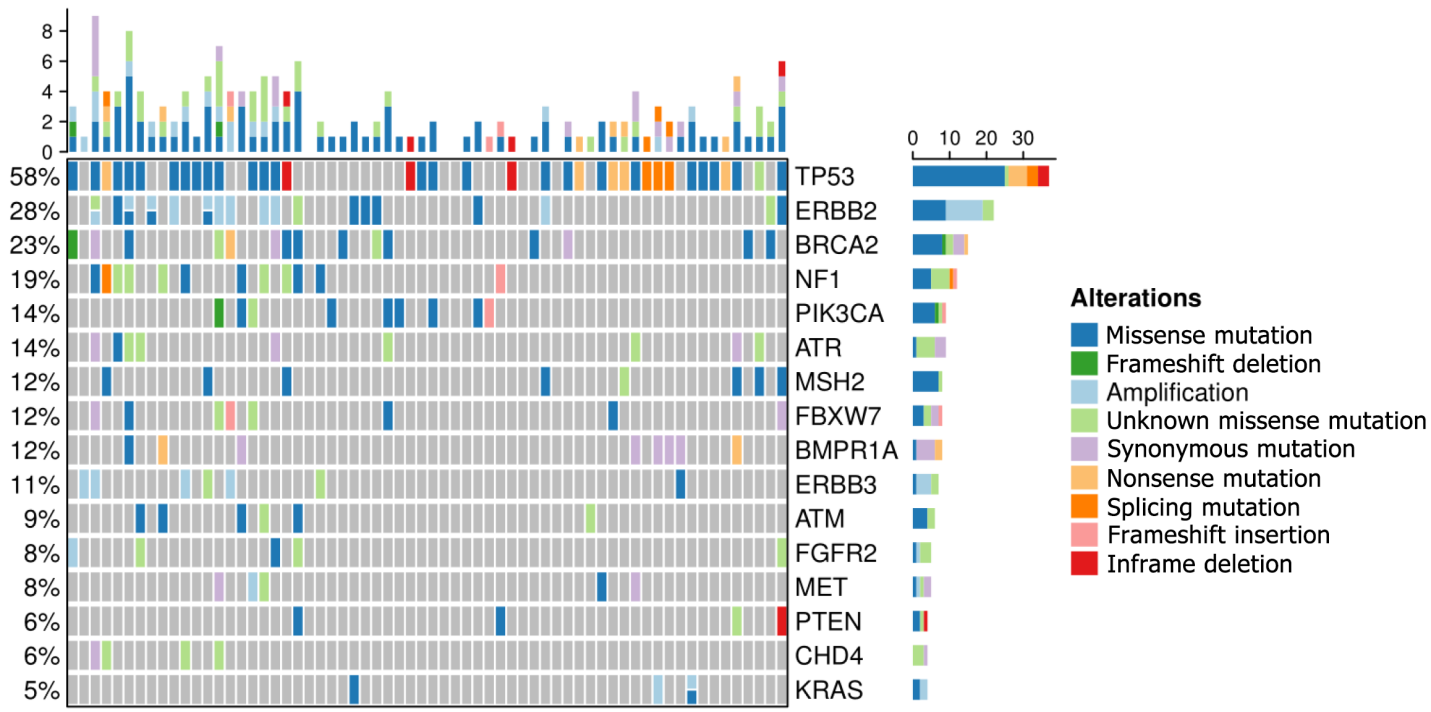 8
6
4
2
0
0 10 20 30
58% TP53
28% ERBB2
23% BRCA2
19% NF1
14% PIK3CA
14% ATR
12% MSH2
12% FBXW7
12% BMPR1A
11% ERBB3
9% ATM
8% FGFR2
8% MET
6% PTEN
6% CHD4
5% KRAS
Alterations
Missense mutation
Frameshift deletion
Amplification
Unknown missense mutation
Synonymous mutation
Nonsense mutation
Splicing mutation
Frameshift insertion
Inframe deletion